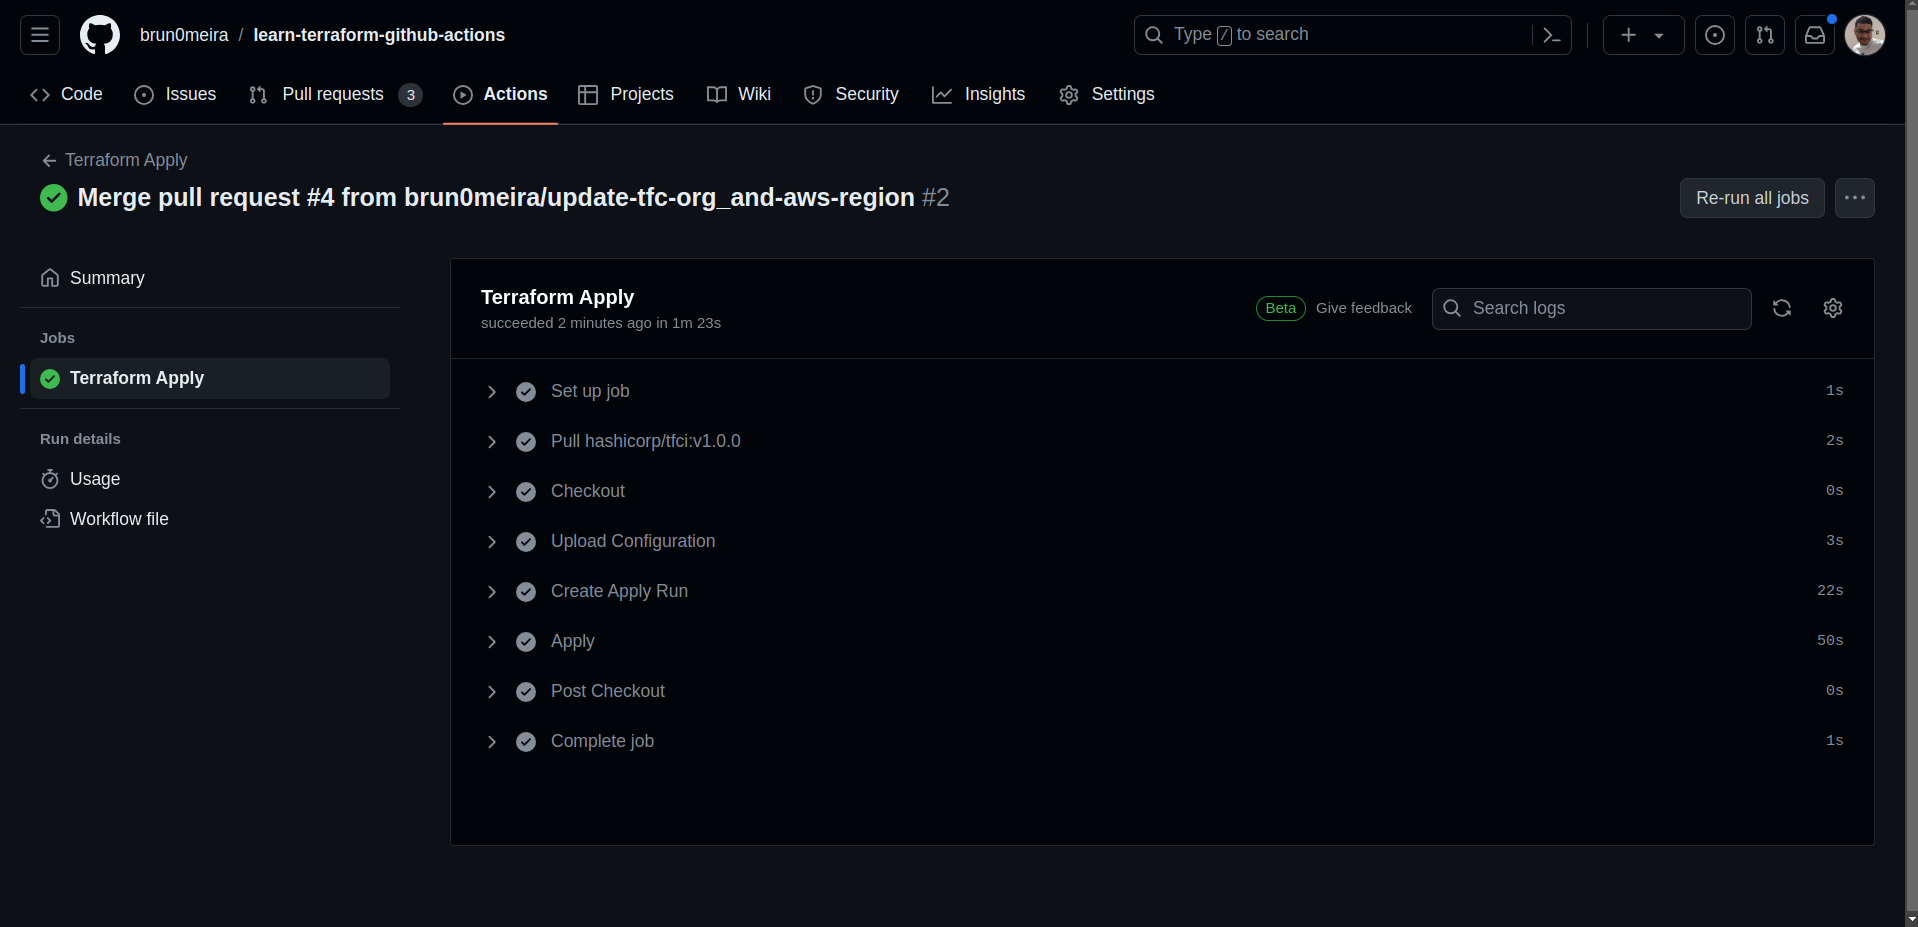 brun0meira / learn-terraform-github-actions
Type / to search
Code
Issues
Pull requests 3
Actions
Projects
Wiki
Security
Insights
Settings
Terraform Apply
Merge pull request #4 from brun0meira/update-tfc-org_and-aws-region #2
Re-run all jobs
Summary
Jobs
Terraform Apply
Run details
Usage
Workflow file
Terraform Apply
succeeded 2 minutes ago in 1m 23s
Beta
Give feedback
Search logs
Set up job 1s
Pull hashicorp/tfci:v1.0.0 2s
Checkout 0s
Upload Configuration 3s
Create Apply Run 22s
Apply 50s
Post Checkout 0s
Complete job 1s